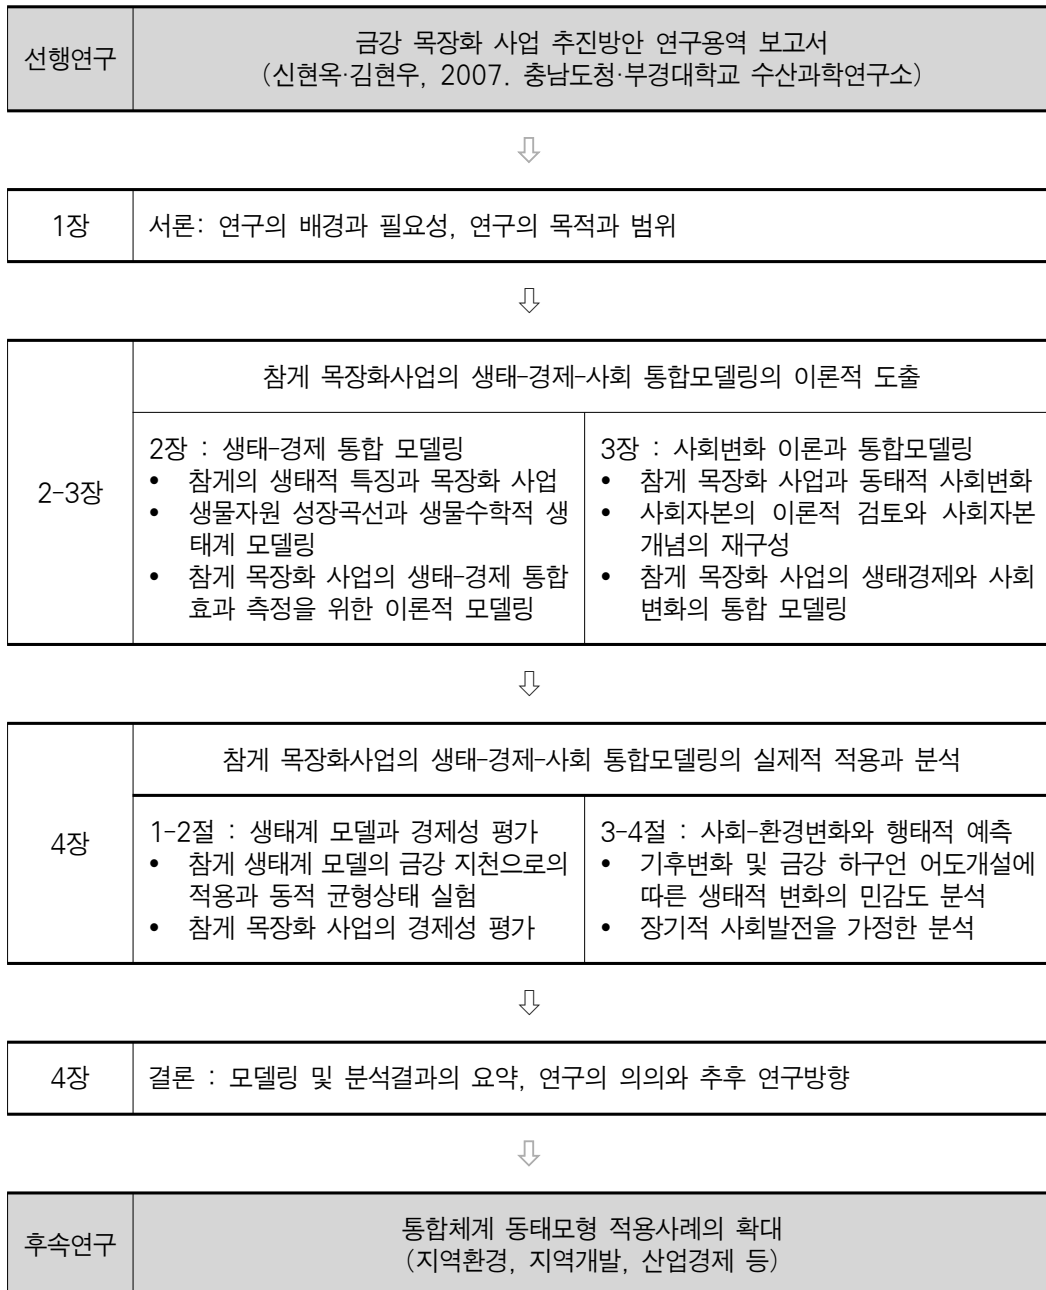 선행연구
금강 목장화 사업 추진방안 연구용역 보고서
(신현옥·김현우, 2007. 충남도청·부경대학교 수산과학연구소)
⇩
1장
서론: 연구의 배경과 필요성, 연구의 목적과 범위
⇩
2-3장
참게 목장화사업의 생태-경제-사회 통합모델링의 이론적 도출
2장 : 생태-경제 통합 모델링
• 참게의 생태적 특징과 목장화 사업
• 생물자원 성장곡선과 생물수학적 생
태계 모델링
• 참게 목장화 사업의 생태-경제 통합
효과 측정을 위한 이론적 모델링
3장 : 사회변화 이론과 통합모델링
• 참게 목장화 사업과 동태적 사회변화
• 사회자본의 이론적 검토와 사회자본
개념의 재구성
• 참게 목장화 사업의 생태경제와 사회
변화의 통합 모델링
⇩
4장
참게 목장화사업의 생태-경제-사회 통합모델링의 실제적 적용과 분석
1-2절 : 생태계 모델과 경제성 평가
• 참게 생태계 모델의 금강 지천으로의
적용과 동적 균형상태 실험
• 참게 목장화 사업의 경제성 평가
3-4절 : 사회-환경변화와 행태적 예측
• 기후변화 및 금강 하구언 어도개설에
따른 생태적 변화의 민감도 분석
• 장기적 사회발전을 가정한 분석
⇩
4장
결론 : 모델링 및 분석결과의 요약, 연구의 의의와 추후 연구방향
⇩
후속연구
통합체계 동태모형 적용사례의 확대
(지역환경, 지역개발, 산업경제 등)